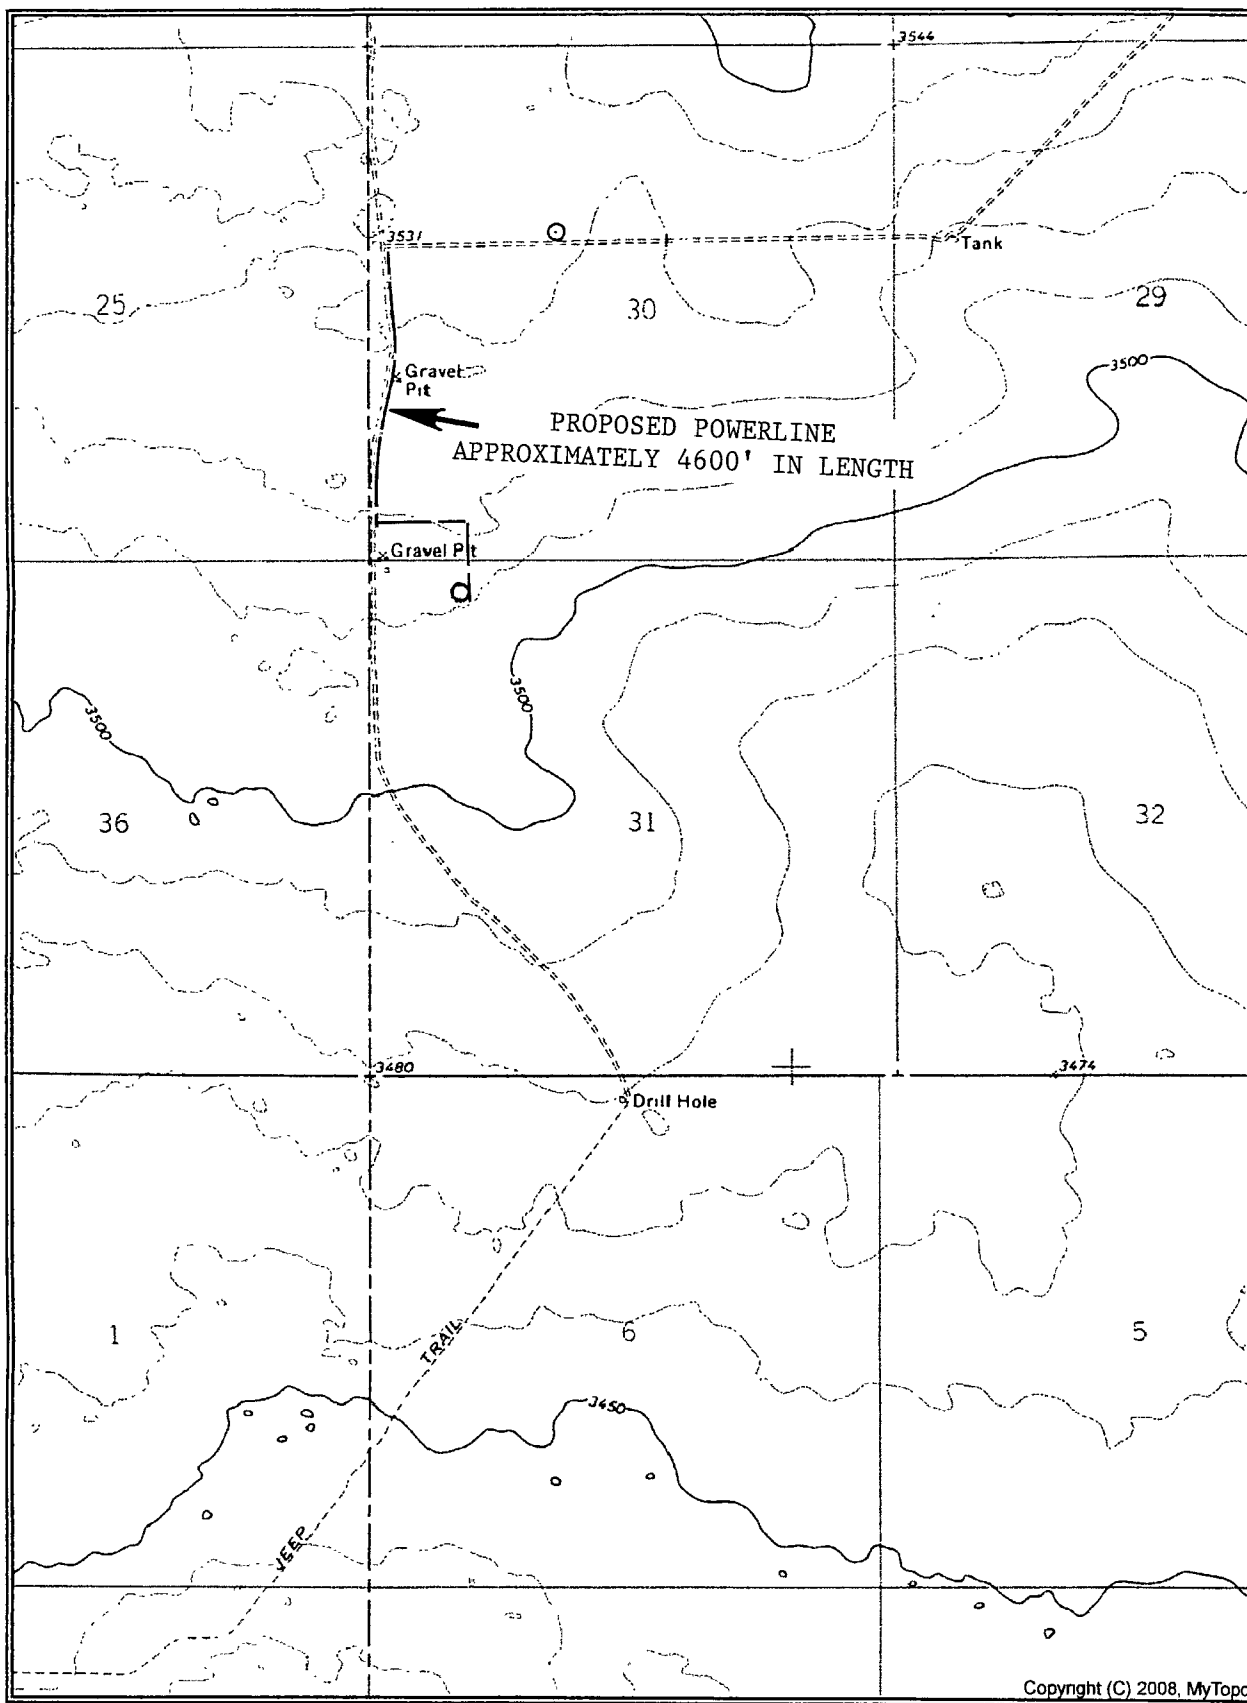 3544
3531
Tank
25
30
29
3500
Gravel
Pit
PROPOSED POWERLINE
APPROXIMATELY 4600' IN LENGTH
Gravel Pit
3500
3500
36
31
32
3480
3474
Drill Hole
1
TRAIL
6
5
3450
JEEP
Copyright (C) 2008, MyTopo